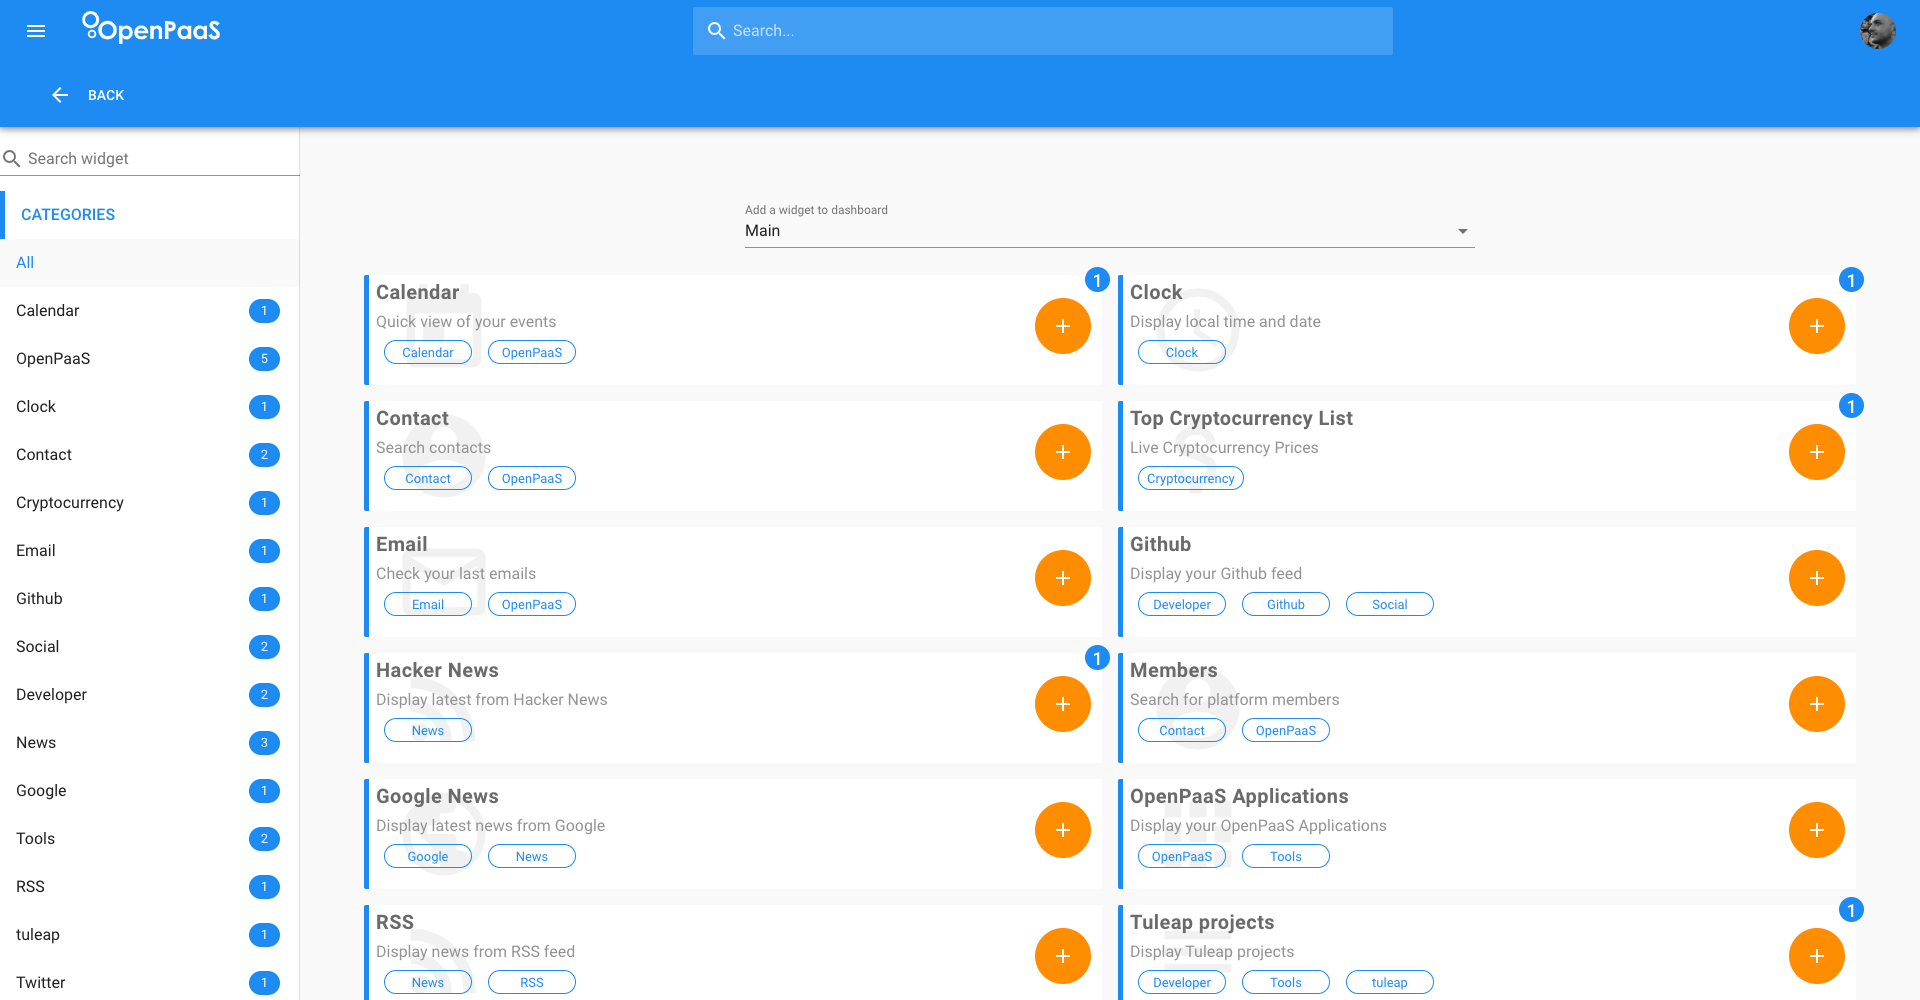 OpenPaaS
Search...
BACK
Search widget
CATEGORIES
All
Calendar 1
OpenPaaS 5
Clock 1
Contact 2
Cryptocurrency 1
Email 1
Github 1
Social 2
Developer 2
News 3
Google 1
Tools 2
RSS 1
tuleap 1
Twitter 1
Add a widget to dashboard
Main
Calendar 1
Quick view of your events
+
Calendar OpenPaaS
Clock 1
Display local time and date
+
Clock
Contact
Search contacts
+
Contact OpenPaaS
Top Cryptocurrency List 1
Live Cryptocurrency Prices
+
Cryptocurrency
Email
Check your last emails
+
Email OpenPaaS
Github
Display your Github feed
+
Developer Github Social
Hacker News 1
Display latest from Hacker News
+
News
Members
Search for platform members
+
Contact OpenPaaS
Google News
Display latest news from Google
+
Google News
OpenPaaS Applications
Display your OpenPaaS Applications
+
OpenPaaS Tools
RSS
Display news from RSS feed
+
News RSS
Tuleap projects 1
Display Tuleap projects
+
Developer Tools tuleap